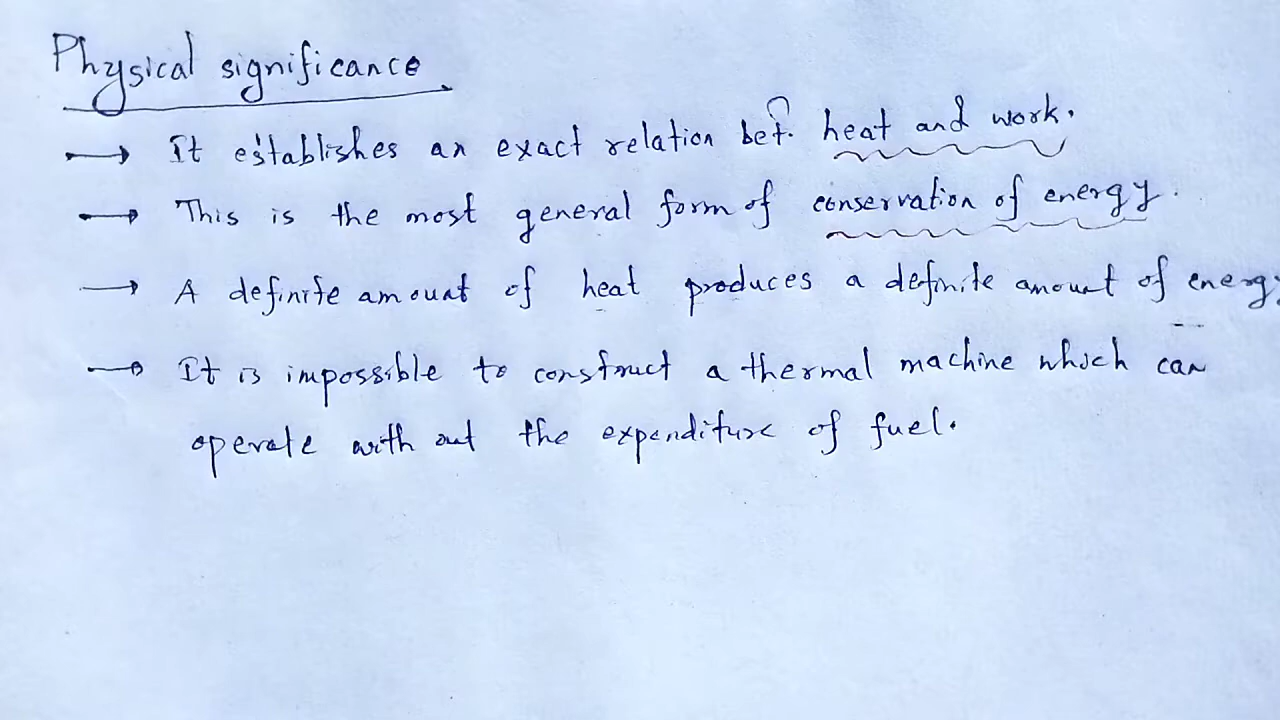 Physical significance
→ It establishes an exact relation bet. heat and work.
→ This is the most general form of conservation of energy.
→ A definite amount of heat produces a definite amount of energy
→ It is impossible to construct a thermal machine which can
operate with out the expenditure of fuel.